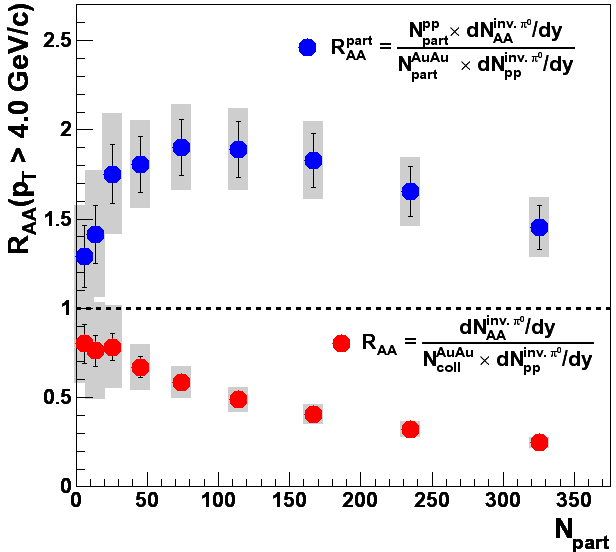 R_AA(p_T > 4.0 GeV/c)
2.5
2
1.5
1
0.5
0
R_AA^part = (N_part^pp × dN_AA^inv. π⁰/dy) / (N_part^AuAu × dN_pp^inv. π⁰/dy)
R_AA = (dN_AA^inv. π⁰/dy) / (N_coll^AuAu × dN_pp^inv. π⁰/dy)
0 50 100 150 200 250 300 350
N_part